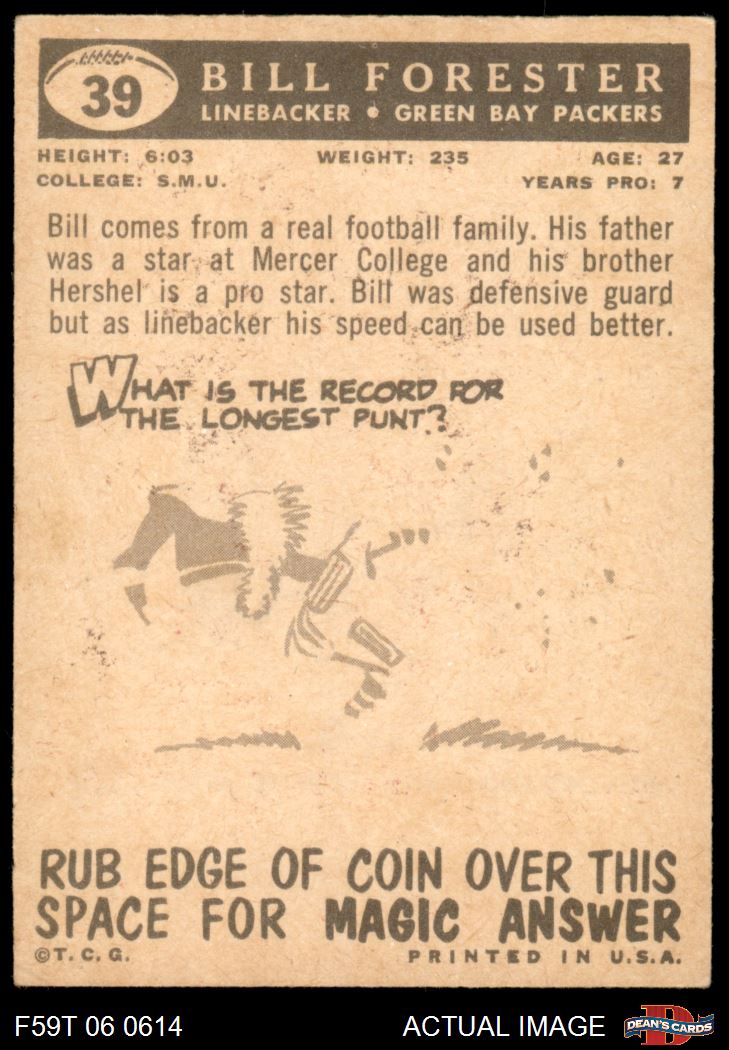 39
BILL FORESTER
LINEBACKER • GREEN BAY PACKERS
HEIGHT: 6:03 WEIGHT: 235 AGE: 27
COLLEGE: S.M.U. YEARS PRO: 7
Bill comes from a real football family. His father
was a star at Mercer College and his brother
Hershel is a pro star. Bill was defensive guard
but as linebacker his speed can be used better.
WHAT IS THE RECORD FOR
THE LONGEST PUNT?
RUB EDGE OF COIN OVER THIS
SPACE FOR MAGIC ANSWER
©T. C. G. PRINTED IN U.S.A.
F59T 06 0614 ACTUAL IMAGE D DEAN'S CARDS